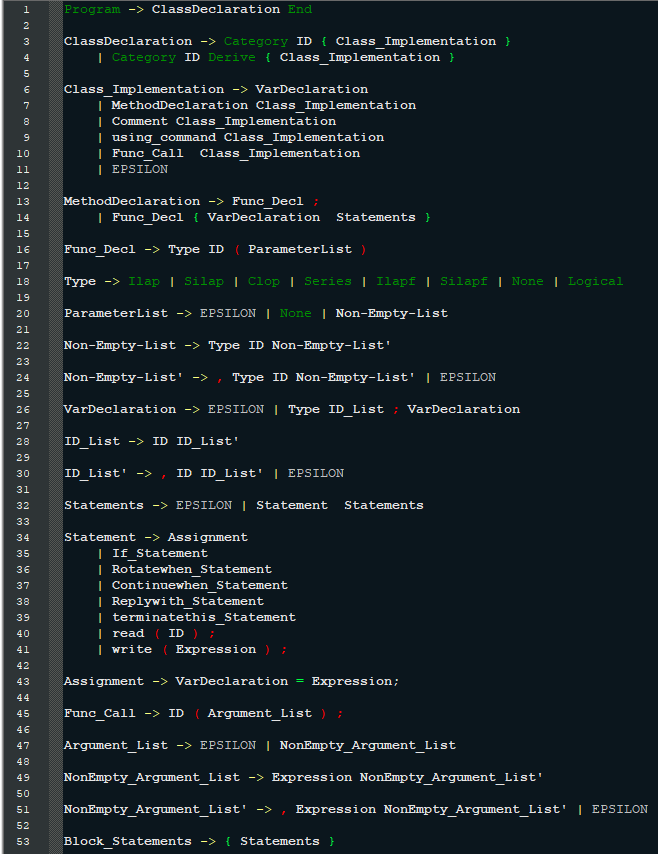 1 Program -> ClassDeclaration End
2
3 ClassDeclaration -> Category ID { Class_Implementation }
4 | Category ID Derive { Class_Implementation }
5
6 Class_Implementation -> VarDeclaration
7 | MethodDeclaration Class_Implementation
8 | Comment Class_Implementation
9 | using_command Class_Implementation
10 | Func_Call  Class_Implementation
11 | EPSILON
12
13 MethodDeclaration -> Func_Decl ;
14 | Func_Decl { VarDeclaration  Statements }
15
16 Func_Decl -> Type ID ( ParameterList )
17
18 Type -> Ilap | Silap | Clop | Series | Ilapf | Silapf | None | Logical
19
20 ParameterList -> EPSILON | None | Non-Empty-List
21
22 Non-Empty-List -> Type ID Non-Empty-List'
23
24 Non-Empty-List' -> , Type ID Non-Empty-List' | EPSILON
25
26 VarDeclaration -> EPSILON | Type ID_List ; VarDeclaration
27
28 ID_List -> ID ID_List'
29
30 ID_List' -> , ID ID_List' | EPSILON
31
32 Statements -> EPSILON | Statement  Statements
33
34 Statement -> Assignment
35 | If_Statement
36 | Rotatewhen_Statement
37 | Continuewhen_Statement
38 | Replywith_Statement
39 | terminatethis_Statement
40 | read ( ID ) ;
41 | write ( Expression ) ;
42
43 Assignment -> VarDeclaration = Expression;
44
45 Func_Call -> ID ( Argument_List ) ;
46
47 Argument_List -> EPSILON | NonEmpty_Argument_List
48
49 NonEmpty_Argument_List -> Expression NonEmpty_Argument_List'
50
51 NonEmpty_Argument_List' -> , Expression NonEmpty_Argument_List' | EPSILON
52
53 Block_Statements -> { Statements }